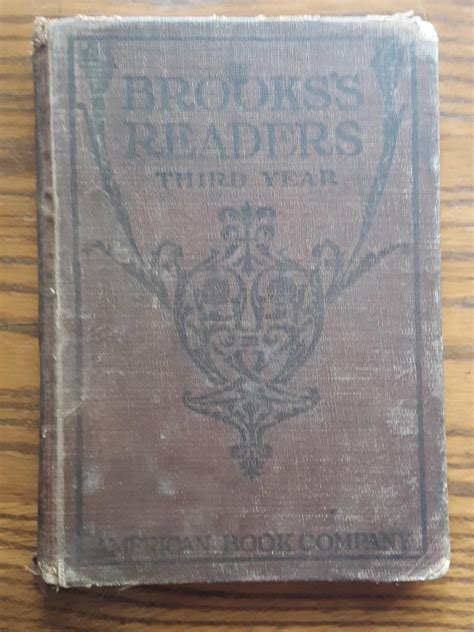 BROOKS'S
READERS
THIRD YEAR
AMERICAN BOOK COMPANY